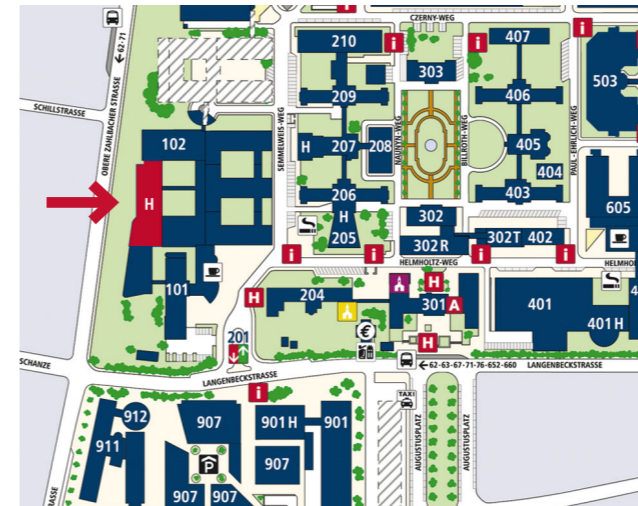 CZERNY-WEG
←62-71
210
407
303
503
OBERE ZAHLBACHER STRASSE
SCHILLSTRASSE
209
406
SEMMELWEIS-WEG
NAUNYN-WEG
BILLROTH-WEG
PAUL-EHRLICH-WEG
102
H
207
208
405
404
206
403
H
302
605
H
205
302 R
302T
402
HELMHOLTZ-WEG
HELMHO
101
204
H
H
301
A
401
4
€
401 H
201
H
SCHANZE
LANGENBECKSTRASSE
←62-63-67-71-76-652-660
LANGENBECKSTRASSE
TAXI
912
907
901 H
901
911
P
907
AUGUSTUSPLATZ
AUGUSTUSPLATZ
907
907
STRASSE